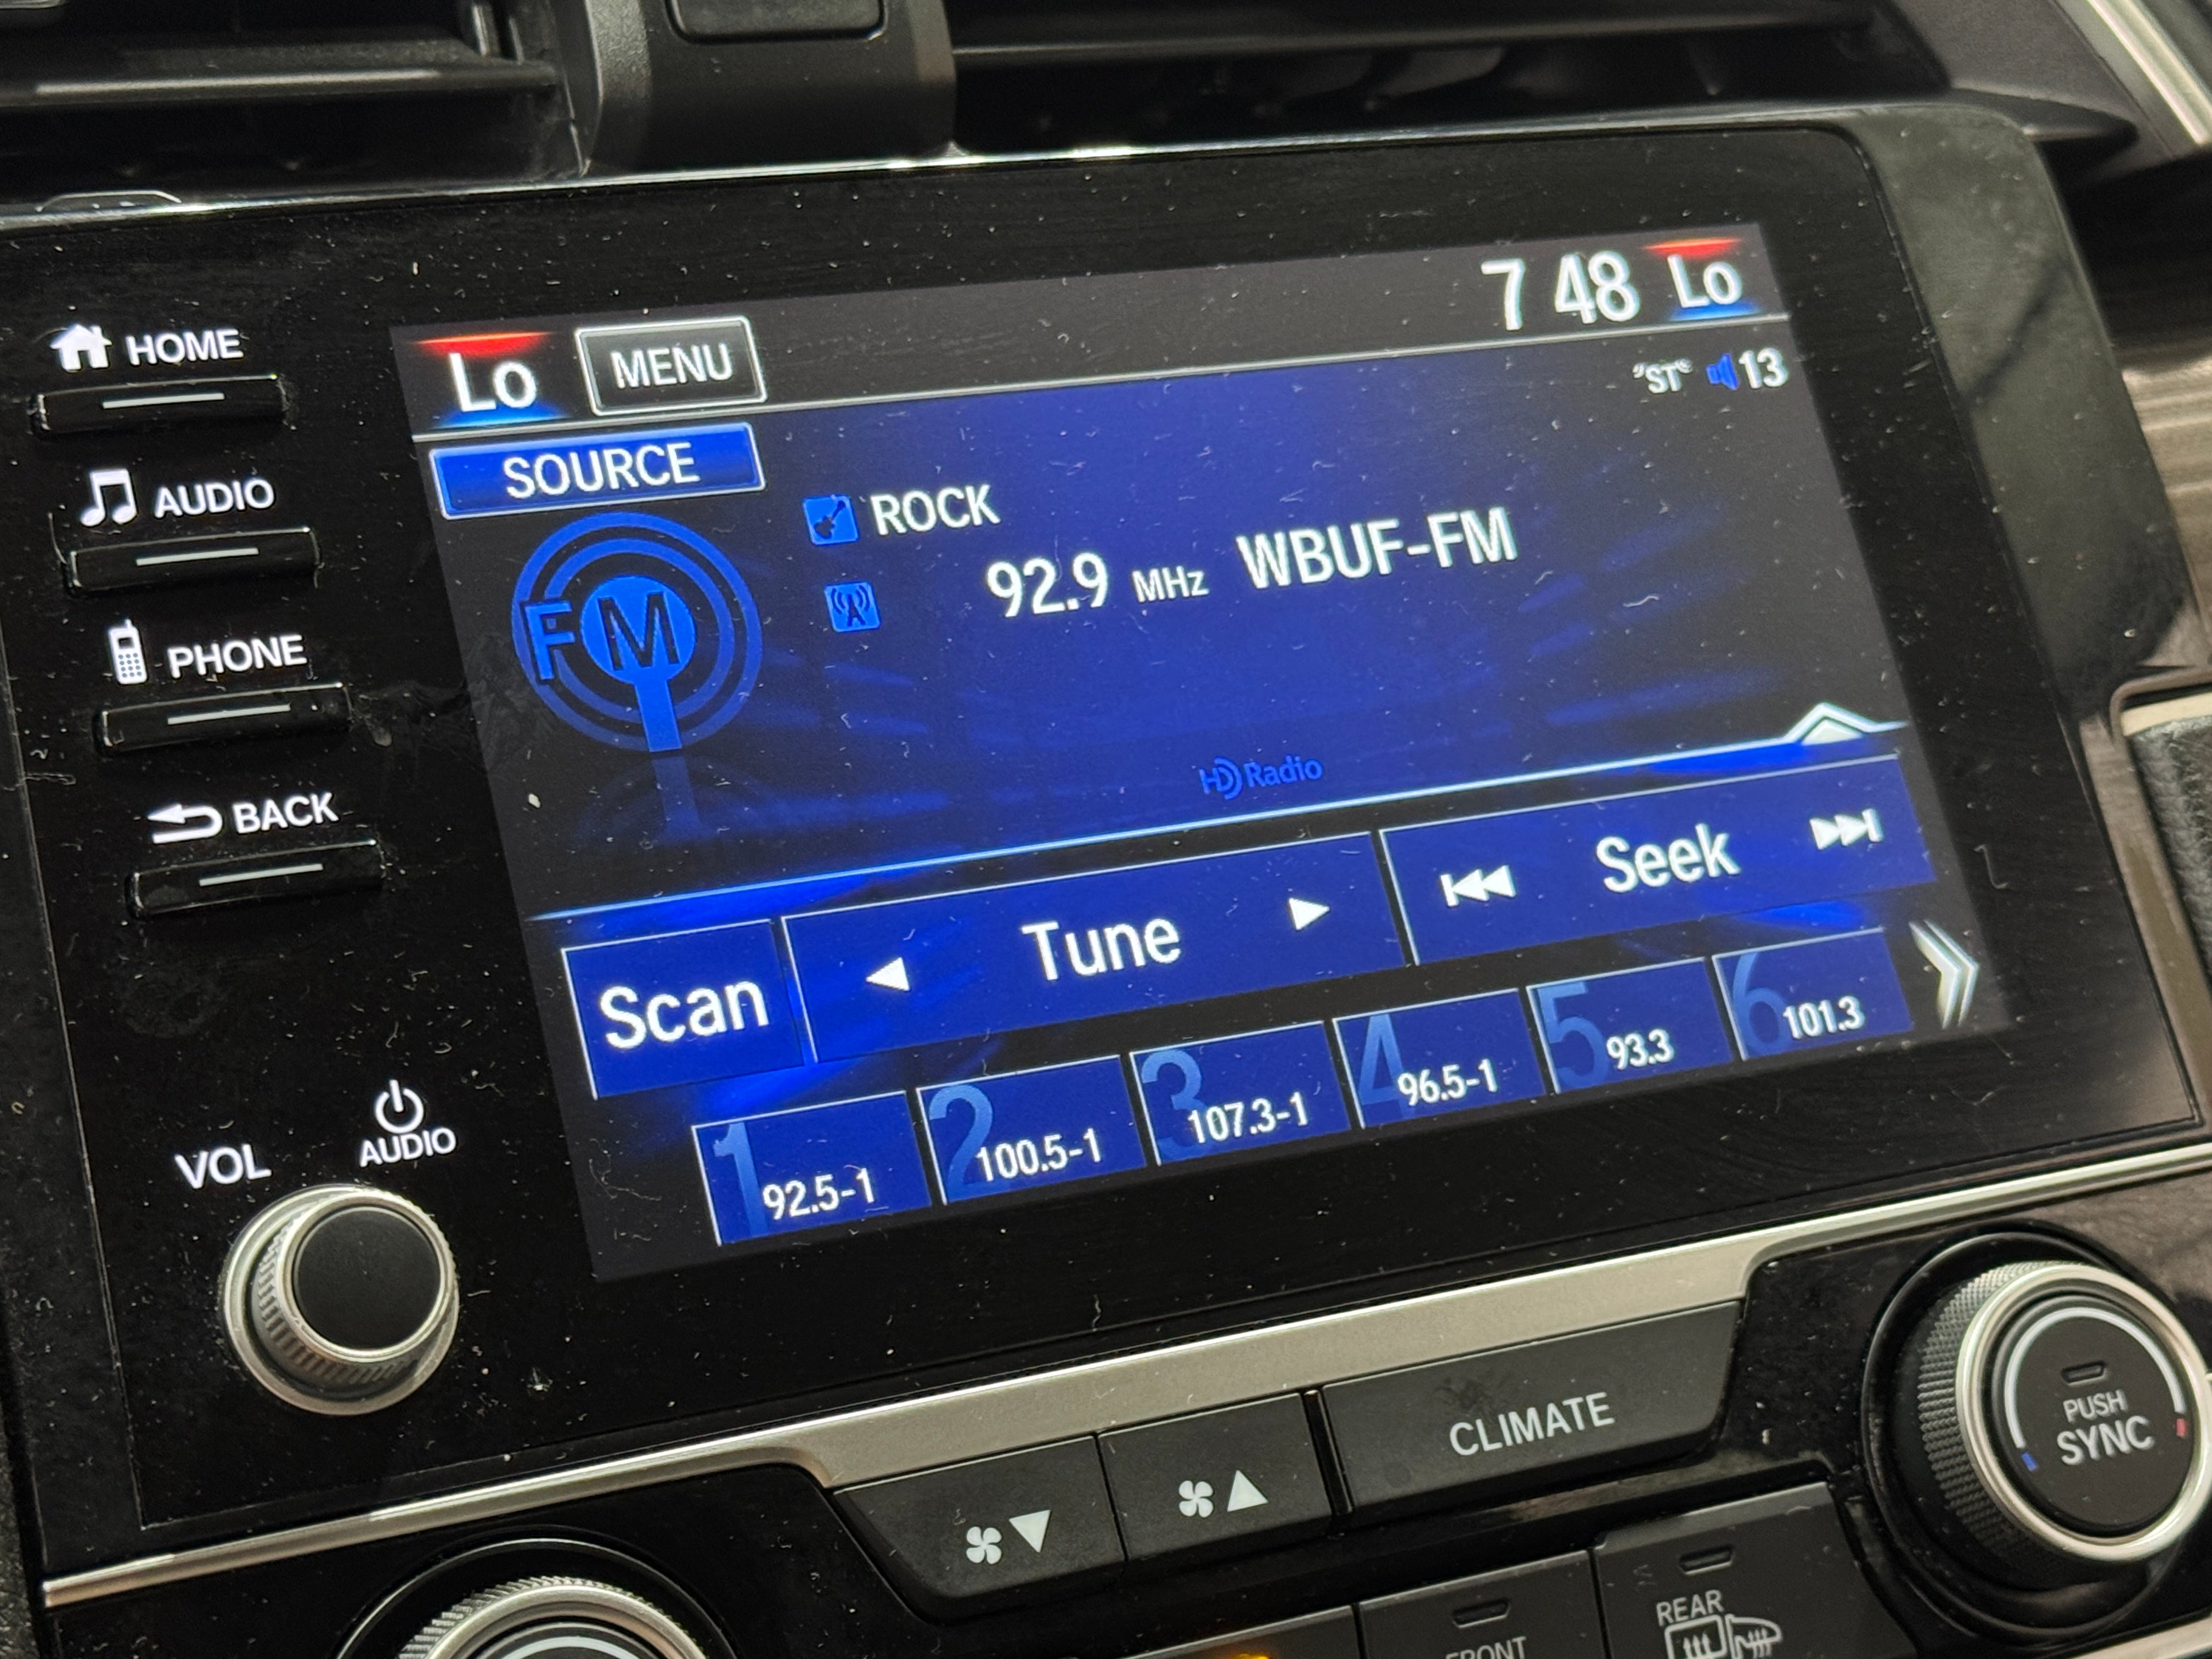 HOME
AUDIO
PHONE
BACK
VOL
AUDIO
Lo
MENU
7 48
Lo
SOURCE
"ST"
13
FM
ROCK
92.9 MHz WBUF-FM
HD Radio
Scan
Tune
Seek
1 92.5-1
2 100.5-1
3 107.3-1
4 96.5-1
5 93.3
6 101.3
CLIMATE
PUSH
SYNC
FRONT
REAR